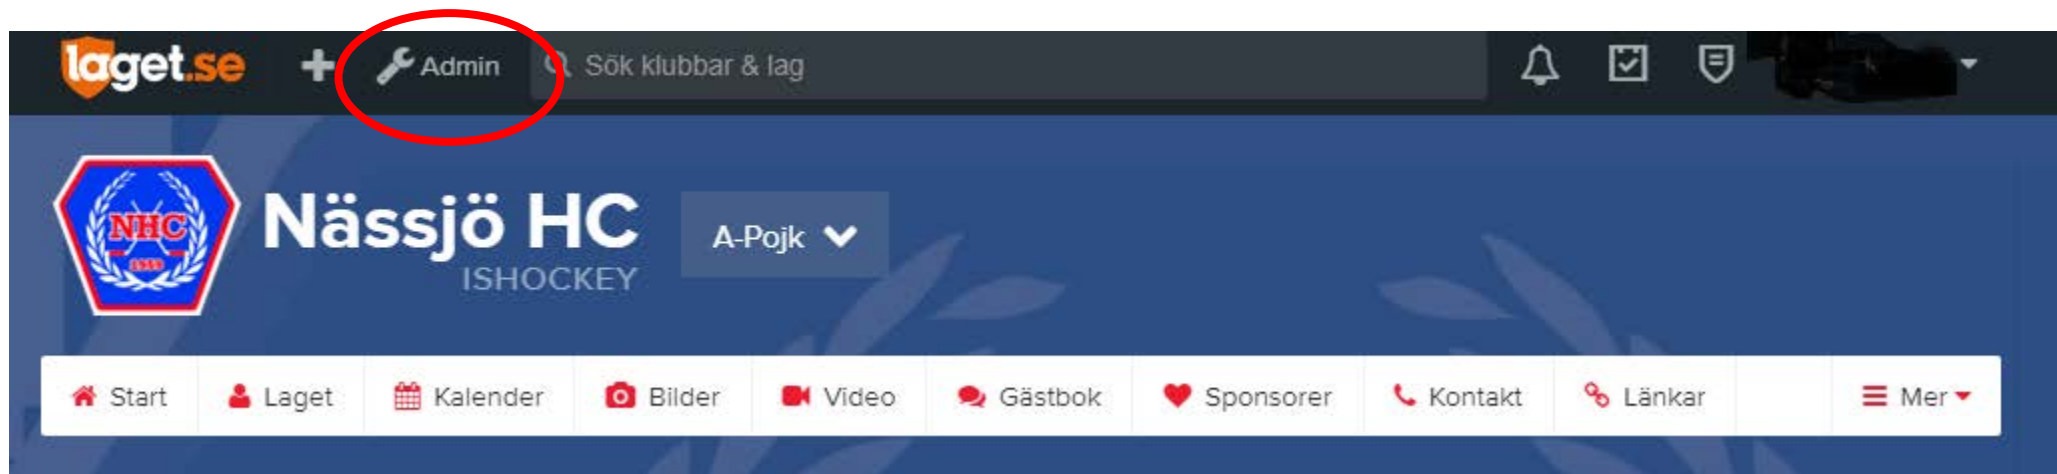 laget.se Admin Sök klubbar & lag
NHC
1959
Nässjö HC A-Pojk
ISHOCKEY
Start Laget Kalender Bilder Video Gästbok Sponsorer Kontakt Länkar Mer